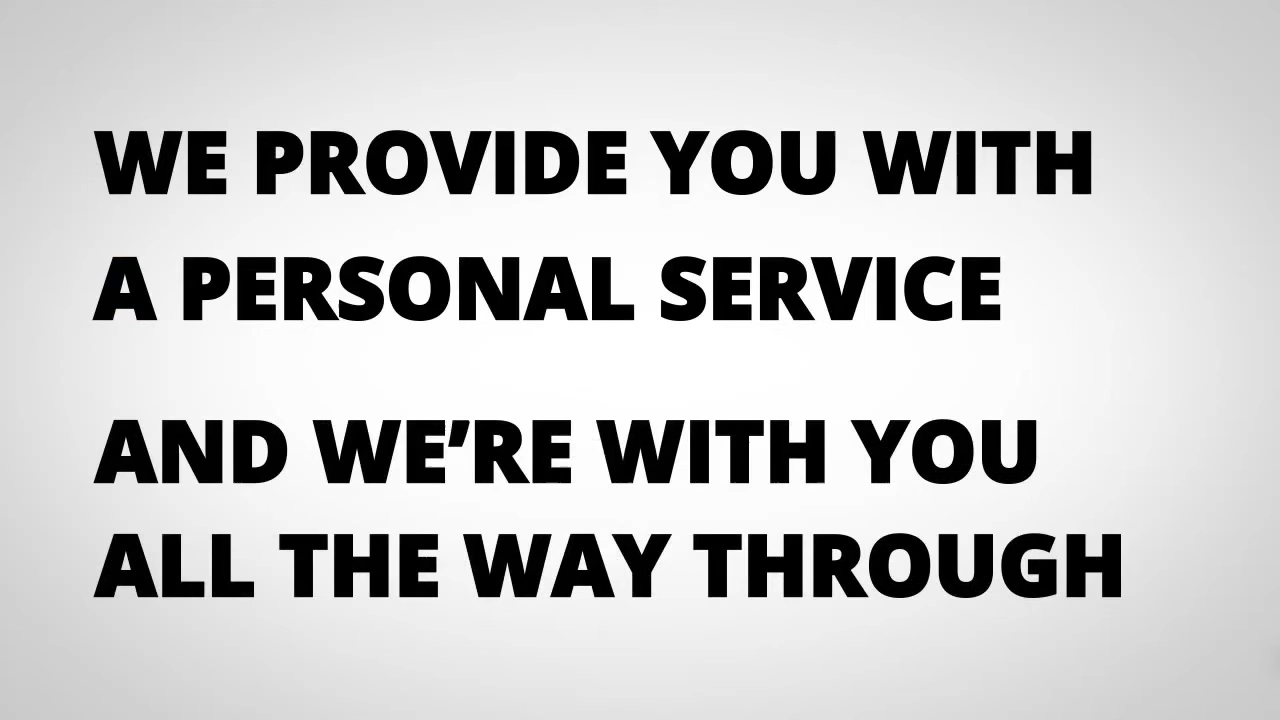 WE PROVIDE YOU WITH
A PERSONAL SERVICE
AND WE’RE WITH YOU
ALL THE WAY THROUGH